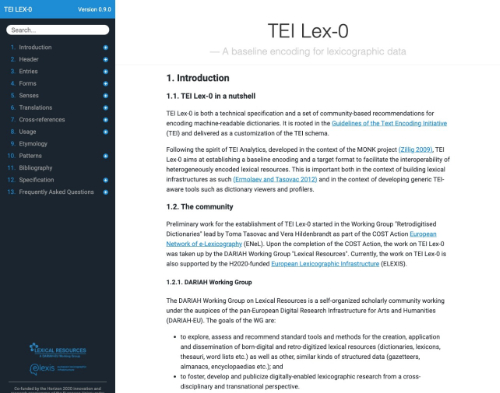 TEI LEX-0
Version 0.9.0
Search...
1. Introduction
2. Header
3. Entries
4. Forms
5. Senses
6. Translations
7. Cross-references
8. Usage
9. Etymology
10. Patterns
11. Bibliography
12. Specification
13. Frequently Asked Questions
LEXICAL RESOURCES
ELEXIS
Co-funded by the Horizon 2020 innovation and
TEI Lex-0
— A baseline encoding for lexicographic data
1. Introduction
1.1. TEI Lex-0 in a nutshell
TEI Lex-0 is both a technical specification and a set of community-based recommendations for
encoding machine-readable dictionaries. It is rooted in the Guidelines of the Text Encoding Initiative
(TEI) and delivered as a customization of the TEI schema.
Following the spirit of TEI Analytics, developed in the context of the MONK project (Zillig 2009), TEI
Lex-0 aims at establishing a baseline encoding and a target format to facilitate the interoperability of
heterogeneously encoded lexical resources. This is important both in the context of building lexical
infrastructures as such (Ermolaev and Tasovac 2012) and in the context of developing generic TEI-
aware tools such as dictionary viewers and profilers.
1.2. The community
Preliminary work for the establishment of TEI Lex-0 started in the Working Group "Retrodigitised
Dictionaries" lead by Toma Tasovac and Vera Hildenbrandt as part of the COST Action European
Network of e-Lexicography (ENeL). Upon the completion of the COST Action, the work on TEI Lex-0
was taken up by the DARIAH Working Group "Lexical Resources". Currently, the work on TEI Lex-0 is
also supported by the H2020-funded European Lexicographic Infrastructure (ELEXIS).
1.2.1. DARIAH Working Group
The DARIAH Working Group on Lexical Resources is a self-organized scholarly community working
under the auspices of the pan-European Digital Research Infrastructure for Arts and Humanities
(DARIAH-EU). The goals of the WG are:
• to explore, assess and recommend standard tools and methods for the creation, application
and dissemination of born-digital and retro-digitized lexical resources (dictionaries, lexicons,
thesauri, word lists etc.) as well as other, similar kinds of structured data (gazetteers,
almanacs, encyclopaedias etc.); and
• to foster, develop and publicize digitally-enabled lexicographic research from a cross-
disciplinary and transnational perspective.